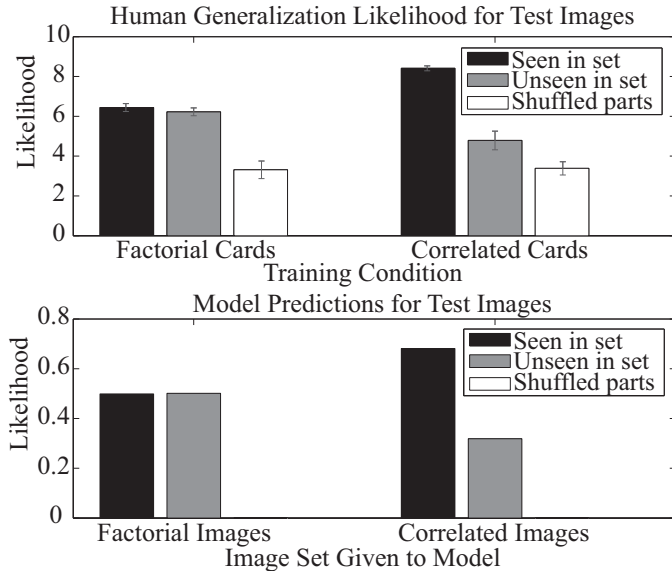 Human Generalization Likelihood for Test Images
10
8
6
4
2
0
Likelihood
Seen in set
Unseen in set
Shuffled parts
Factorial Cards
Correlated Cards
Training Condition
Model Predictions for Test Images
0.8
0.6
0.4
0.2
0
Likelihood
Seen in set
Unseen in set
Shuffled parts
Factorial Images
Correlated Images
Image Set Given to Model